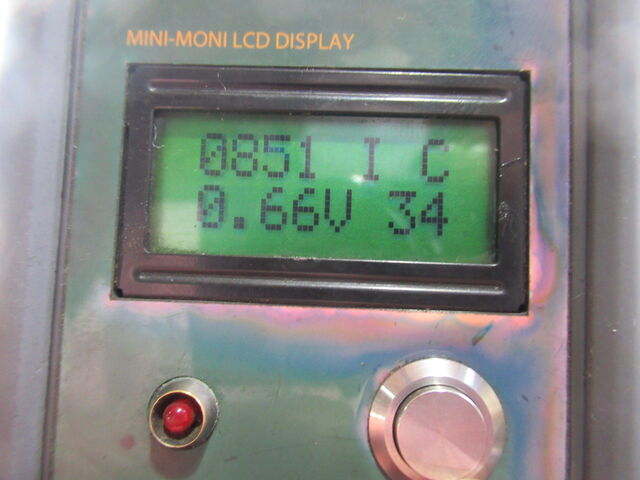 MINI-MONI LCD DISPLAY
0851 I C
0.66V 34